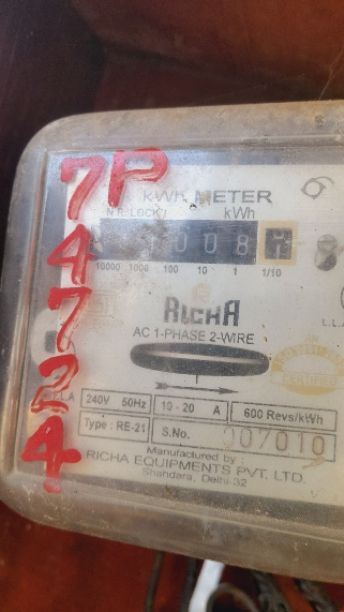 7P
4
7
2
4
kWh METER
N.R. LOCK
kWh
1008
10000 1000 100 10 1 1/10
RICHA
AC 1-PHASE 2-WIRE
240V 50Hz 10 - 20 A 600 Revs/kWh
Type : RE-21 S.No. 007010
Manufactured by :
RICHA EQUIPMENTS PVT. LTD.
Shahdara, Delhi-32